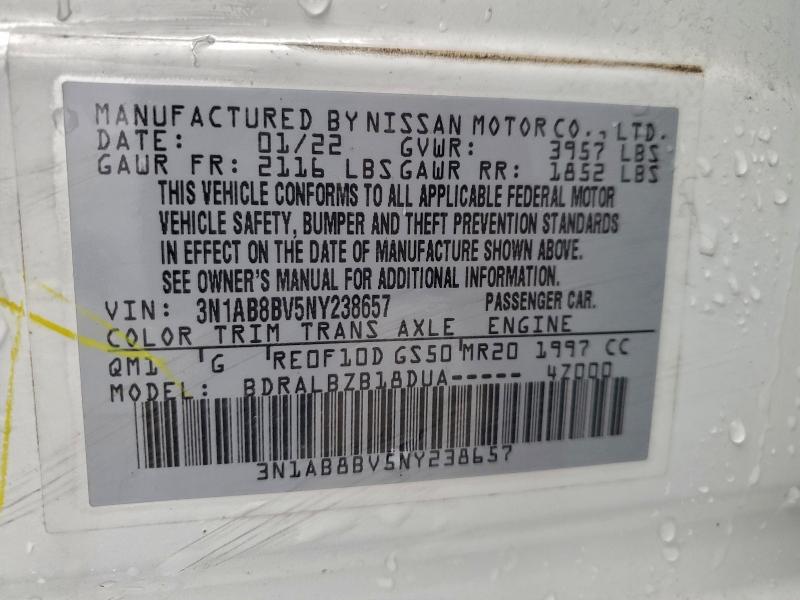 MANUFACTURED BY NISSAN MOTOR CO., LTD.
DATE: 01/22 GVWR: 3957 LBS
GAWR FR: 2116 LBS GAWR RR: 1852 LBS
THIS VEHICLE CONFORMS TO ALL APPLICABLE FEDERAL MOTOR
VEHICLE SAFETY, BUMPER AND THEFT PREVENTION STANDARDS
IN EFFECT ON THE DATE OF MANUFACTURE SHOWN ABOVE.
SEE OWNER'S MANUAL FOR ADDITIONAL INFORMATION.
VIN: 3N1AB8BV5NY238657 PASSENGER CAR.
COLOR TRIM TRANS AXLE ENGINE
QM1 G RE0F10D GS50 MR20 1997 CC
MODEL: BDRALBZB18DUA----- 4Z000
3N1AB8BV5NY238657